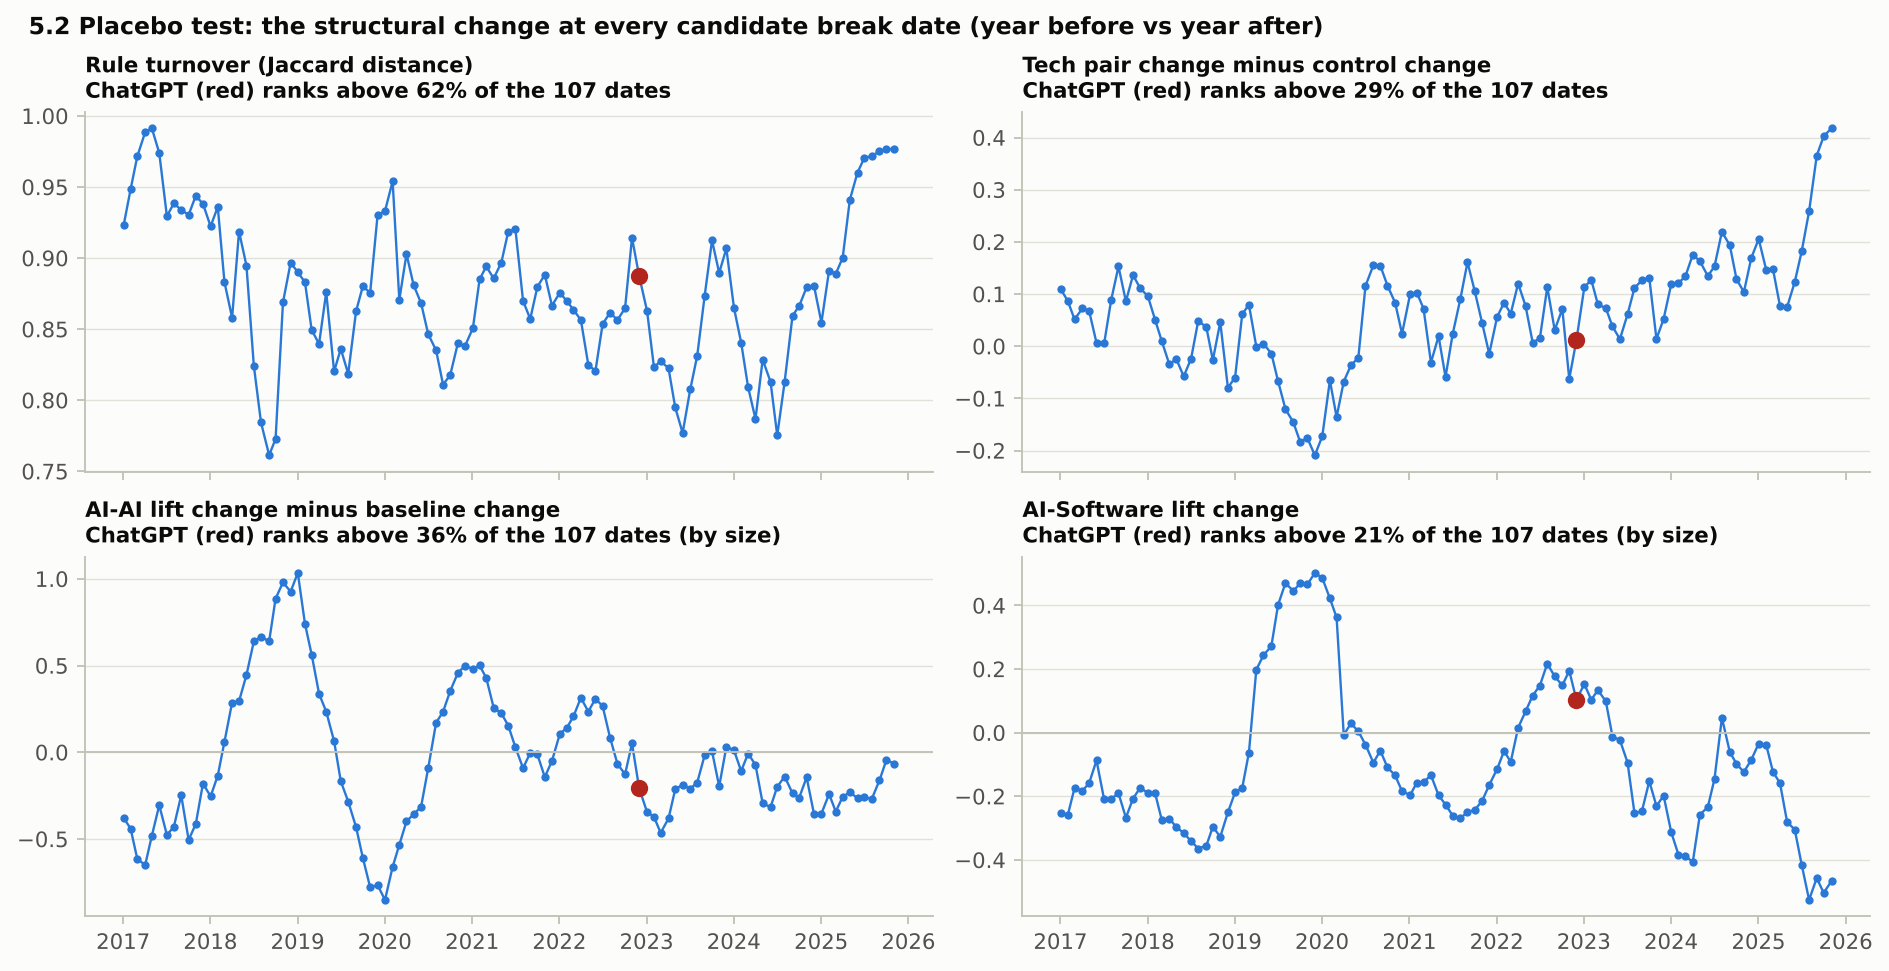 5.2 Placebo test: the structural change at every candidate break date (year before vs year after)
Rule turnover (Jaccard distance)
ChatGPT (red) ranks above 62% of the 107 dates
1.00
0.95
0.90
0.85
0.80
0.75
Tech pair change minus control change
ChatGPT (red) ranks above 29% of the 107 dates
0.4
0.3
0.2
0.1
0.0
−0.1
−0.2
AI-AI lift change minus baseline change
ChatGPT (red) ranks above 36% of the 107 dates (by size)
1.0
0.5
0.0
−0.5
2017 2018 2019 2020 2021 2022 2023 2024 2025 2026
AI-Software lift change
ChatGPT (red) ranks above 21% of the 107 dates (by size)
0.4
0.2
0.0
−0.2
−0.4
2017 2018 2019 2020 2021 2022 2023 2024 2025 2026